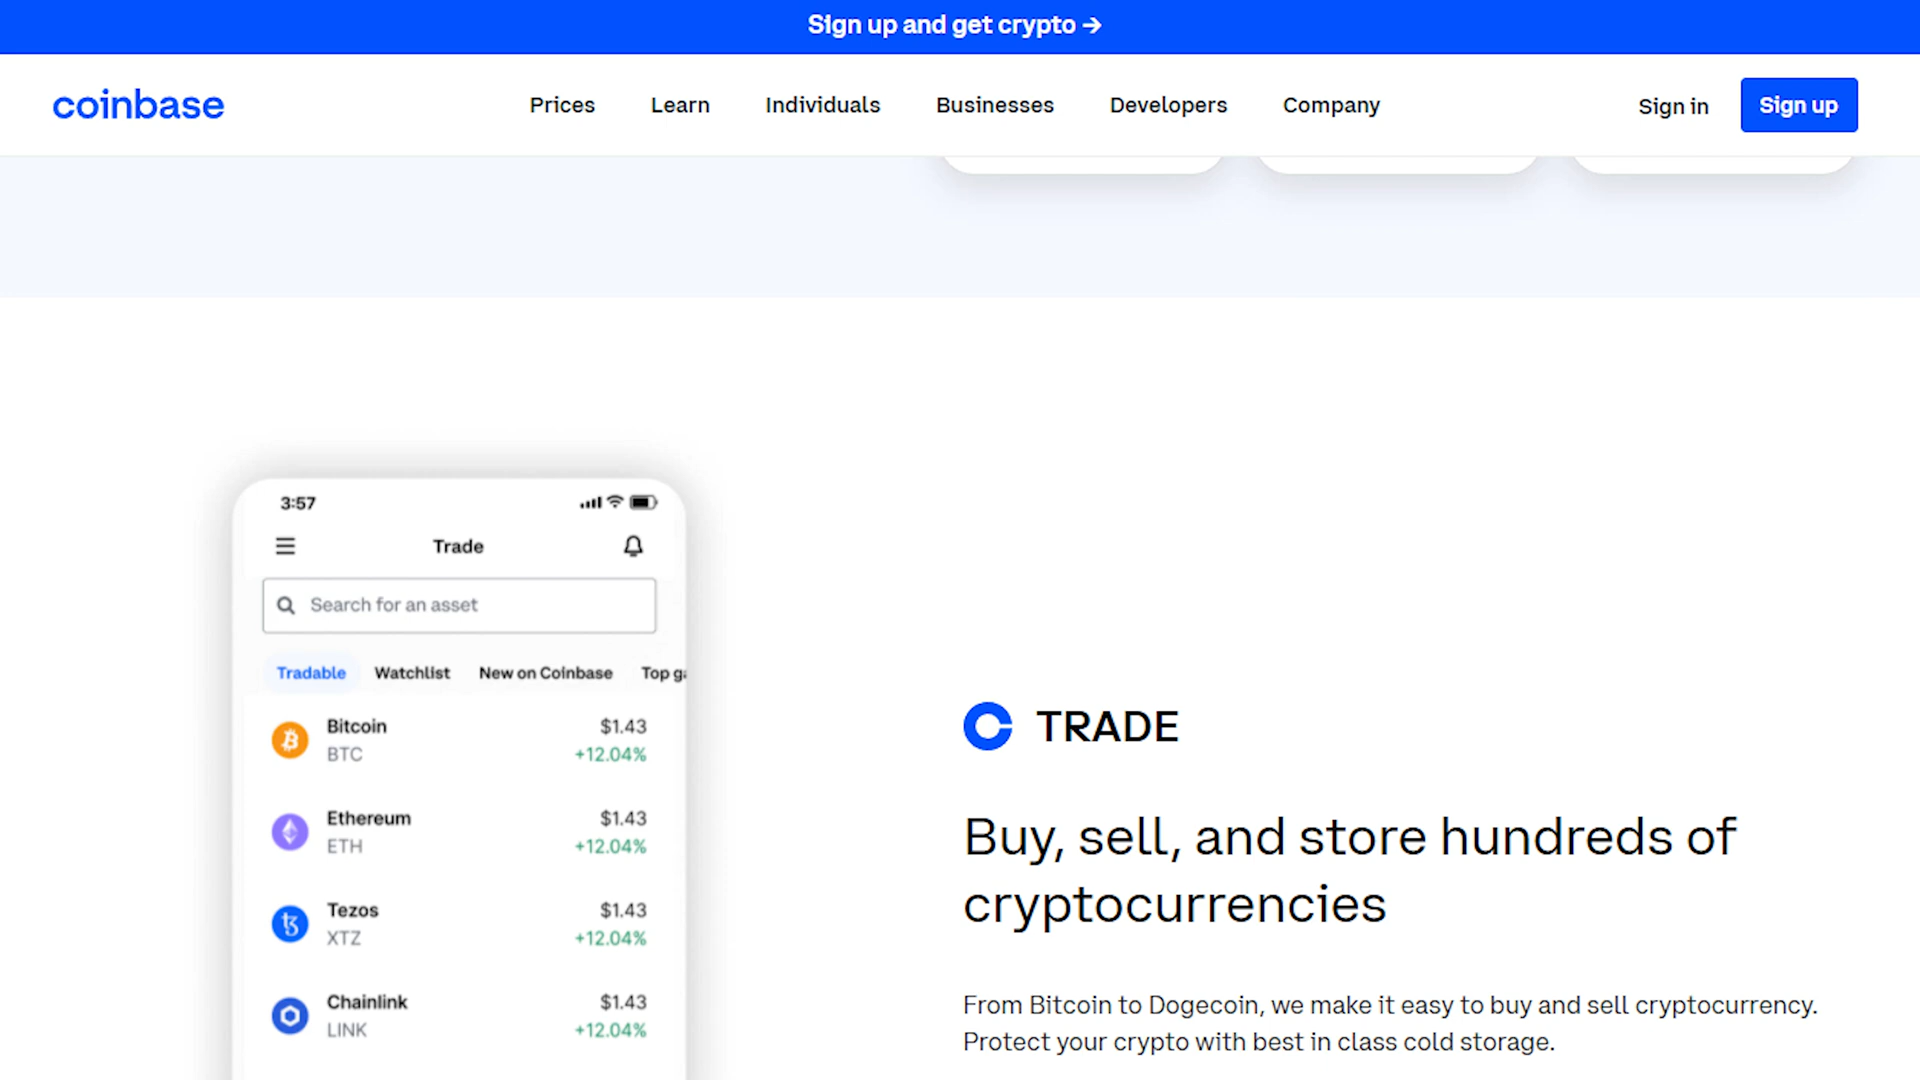 Sign up and get crypto →
coinbase
Prices Learn Individuals Businesses Developers Company
Sign in Sign up
3:57
Trade
Search for an asset
Tradable Watchlist New on Coinbase Top ga
Bitcoin $1.43
BTC +12.04%
Ethereum $1.43
ETH +12.04%
Tezos $1.43
XTZ +12.04%
Chainlink $1.43
LINK +12.04%
TRADE
Buy, sell, and store hundreds of
cryptocurrencies
From Bitcoin to Dogecoin, we make it easy to buy and sell cryptocurrency.
Protect your crypto with best in class cold storage.